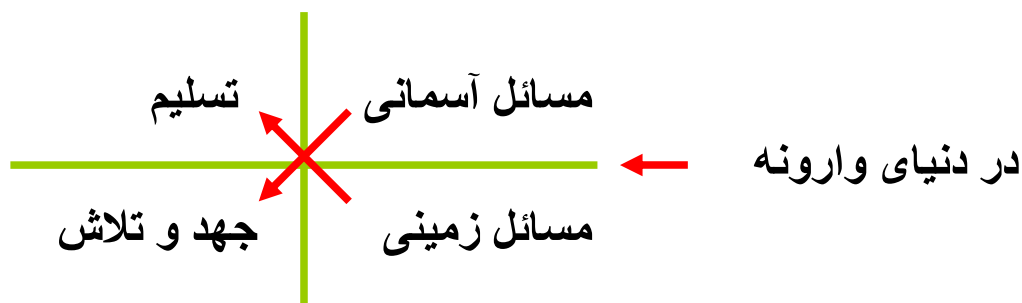 مسائل آسمانی
تسلیم
در دنیای وارونه
مسائل زمینی
جهد و تلاش